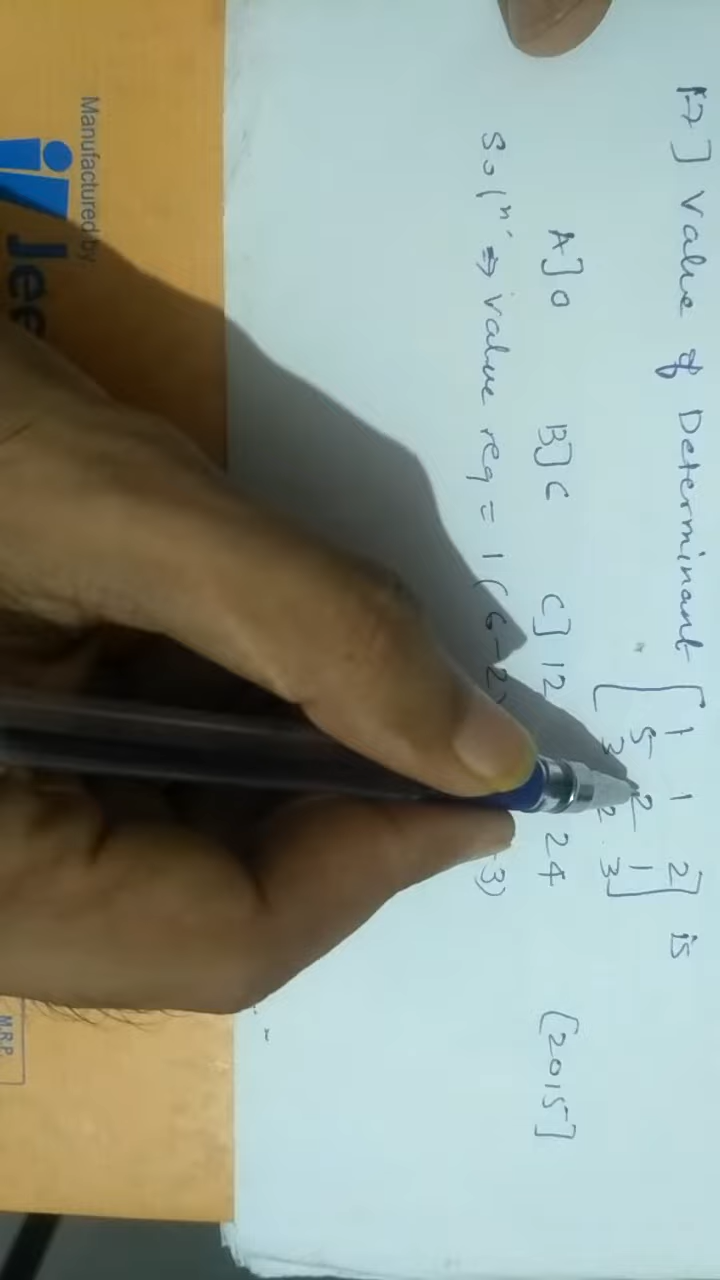 17] Value of Determinant [1 1 2] is
5 2 1
3 2 3
A] 0 B] 6 C] 12 24 [2015]
Solⁿ. ⇒ Value req = 1 (6-2) 3)
Manufactured by
M.R.P.